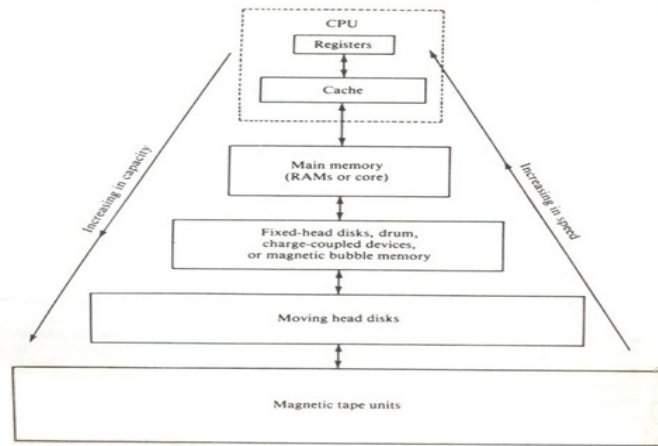 CPU
Registers
Cache
Main memory
(RAMs or core)
Fixed-head disks, drum,
charge-coupled devices,
or magnetic bubble memory
Moving head disks
Magnetic tape units
Increasing in capacity
Increasing in speed